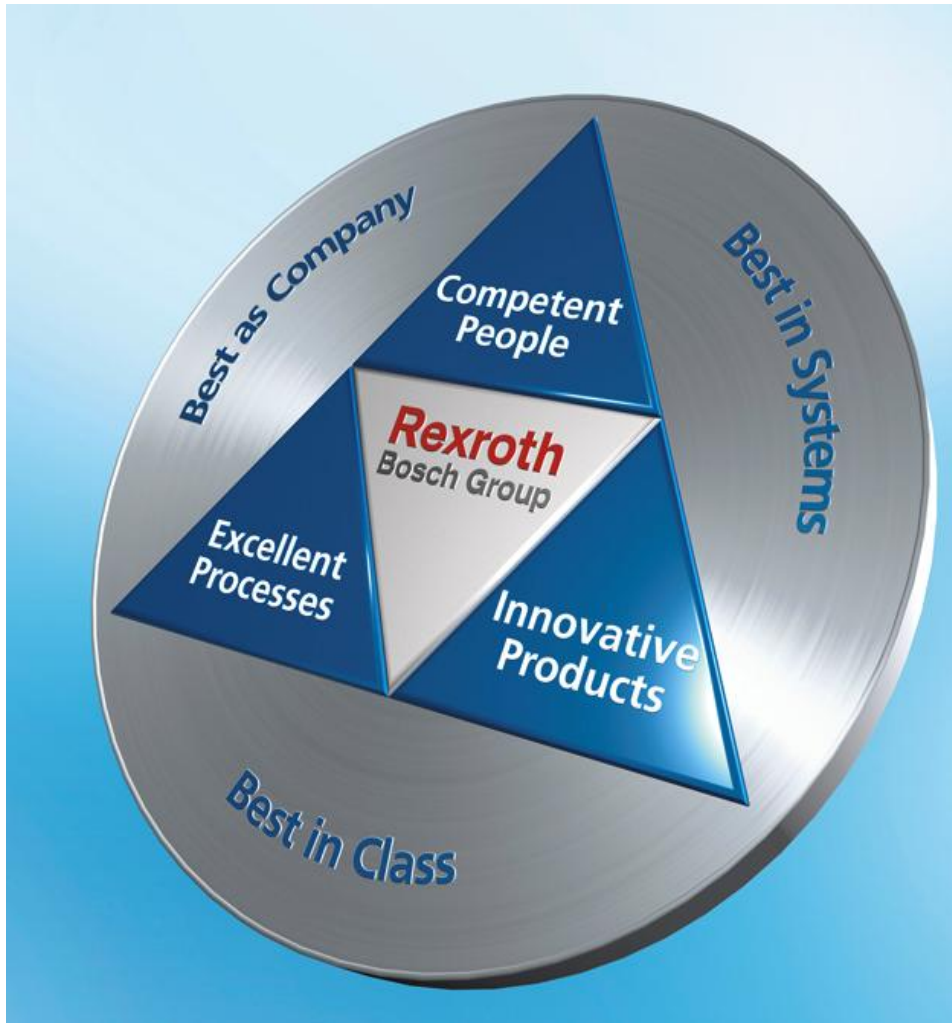 Best as Company
Best in Systems
Competent
People
Rexroth
Bosch Group
Excellent
Processes
Innovative
Products
Best in Class